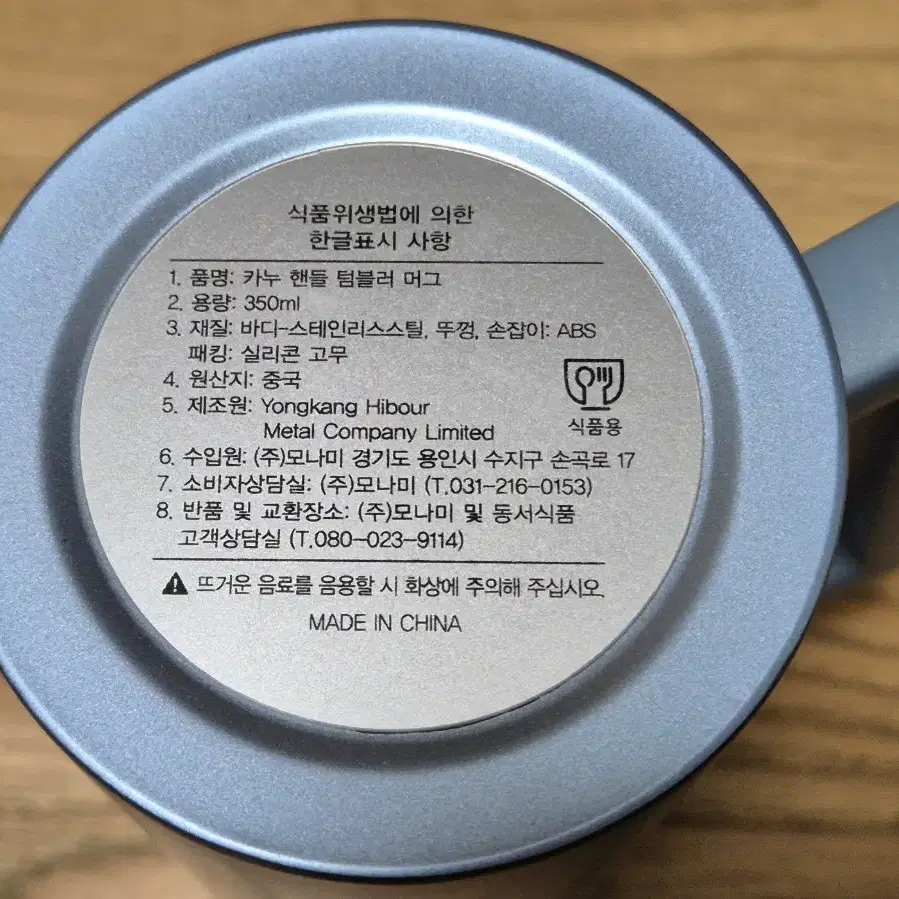 식품위생법에 의한
한글표시 사항
1. 품명: 카누 핸들 텀블러 머그
2. 용량: 350ml
3. 재질: 바디-스테인리스스틸, 뚜껑, 손잡이: ABS
패킹: 실리콘 고무
4. 원산지: 중국
5. 제조원: Yongkang Hibour
Metal Company Limited
식품용
6. 수입원: (주)모나미 경기도 용인시 수지구 손곡로 17
7. 소비자상담실: (주)모나미 (T.031-216-0153)
8. 반품 및 교환장소: (주)모나미 및 동서식품
고객상담실 (T.080-023-9114)
뜨거운 음료를 음용할 시 화상에 주의해 주십시오.
MADE IN CHINA